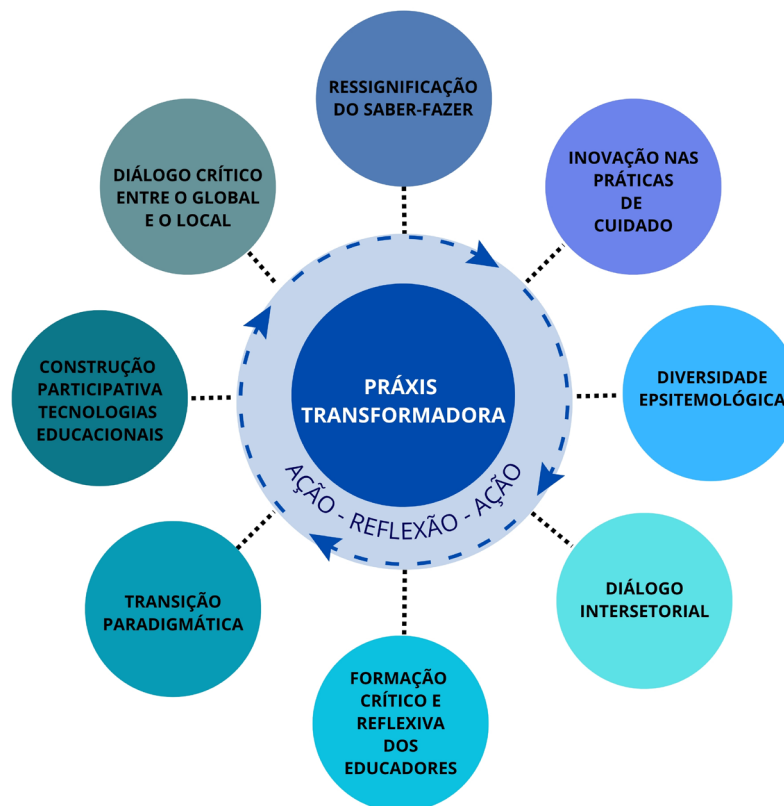 RESSIGNIFICAÇÃO
DO SABER-FAZER
INOVAÇÃO NAS
PRÁTICAS
DE
CUIDADO
DIVERSIDADE
EPSITEMOLÓGICA
DIÁLOGO
INTERSETORIAL
FORMAÇÃO
CRÍTICO E
REFLEXIVA
DOS
EDUCADORES
TRANSIÇÃO
PARADIGMÁTICA
CONSTRUÇÃO
PARTICIPATIVA
TECNOLOGIAS
EDUCACIONAIS
DIÁLOGO CRÍTICO
ENTRE O GLOBAL
E O LOCAL
PRÁXIS
TRANSFORMADORA
AÇÃO - REFLEXÃO - AÇÃO